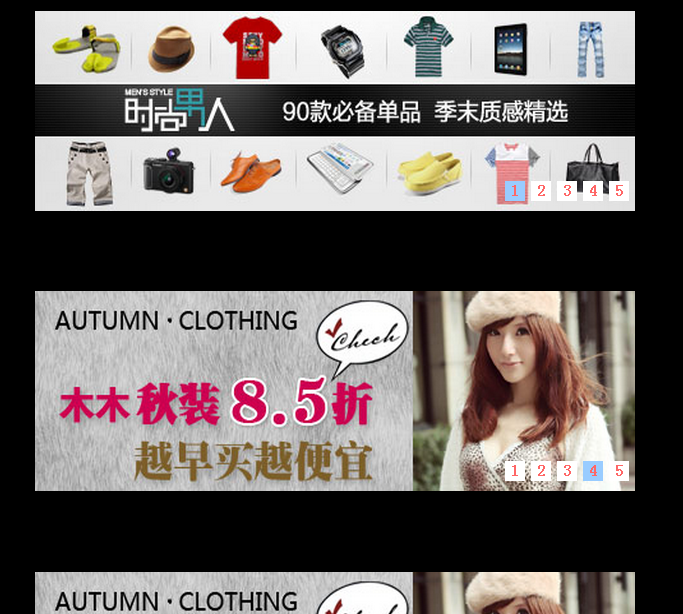 MEN'S STYLE
时尚男人
90款必备单品 季末质感精选
1 2 3 4 5
AUTUMN · CLOTHING
Chech
木木 秋装 8.5折
越早买越便宜
1 2 3 4 5
AUTUMN · CLOTHING